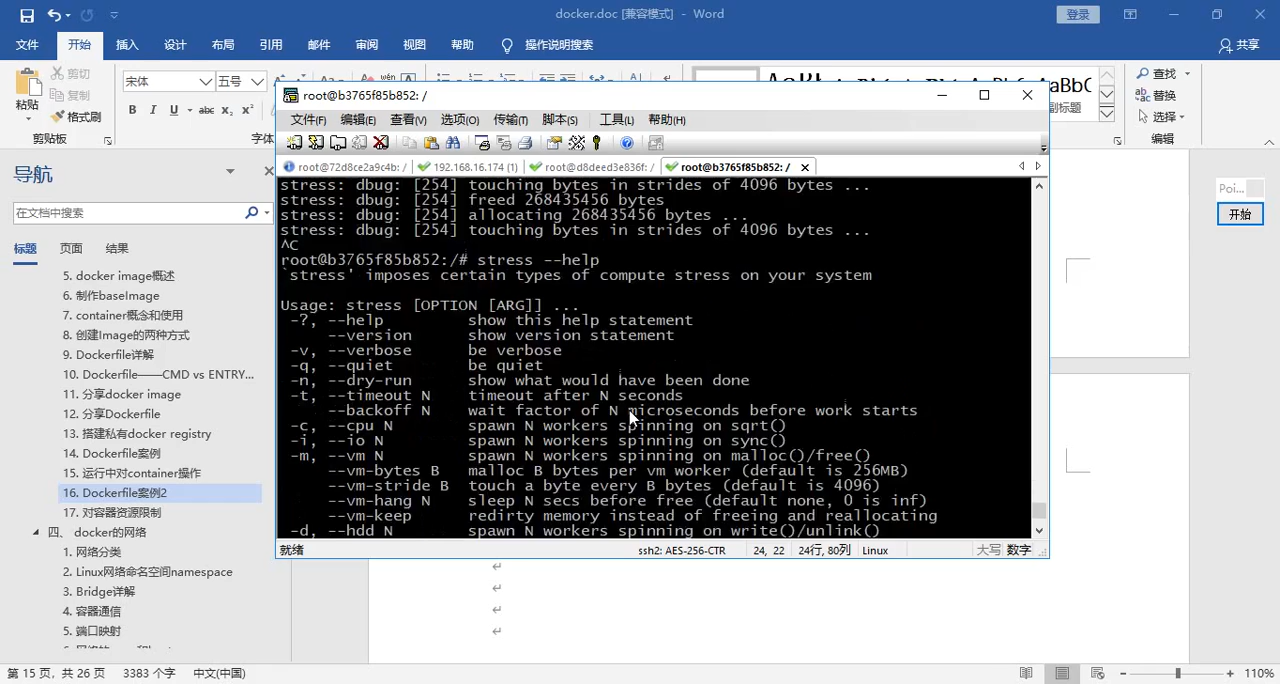 docker.doc [兼容模式] - Word
登录
文件 开始 插入 设计 布局 引用 邮件 审阅 视图 帮助 操作说明搜索 共享
粘贴
剪切
复制
格式刷
剪贴板
宋体 五号
B I U abc x₂ x²
字体
AaBbC
副标题
查找
替换
选择
编辑
导航
在文档中搜索
标题 页面 结果
5. docker image概述
6. 制作baseImage
7. container概念和使用
8. 创建Image的两种方式
9. Dockerfile详解
10. Dockerfile——CMD vs ENTRY...
11. 分享docker image
12. 分享Dockerfile
13. 搭建私有docker registry
14. Dockerfile案例
15. 运行中对container操作
16. Dockerfile案例2
17. 对容器资源限制
四、 docker的网络
1. 网络分类
2. Linux网络命名空间namespace
3. Bridge详解
4. 容器通信
5. 端口映射
root@b3765f85b852: /
文件(F) 编辑(E) 查看(V) 选项(O) 传输(T) 脚本(S) 工具(L) 帮助(H)
root@72d8ce2a9c4b: / 192.168.16.174 (1) root@d8deed3e836f: / root@b3765f85b852: /
stress: dbug: [254] touching bytes in strides of 4096 bytes ...
stress: dbug: [254] freed 268435456 bytes
stress: dbug: [254] allocating 268435456 bytes ...
stress: dbug: [254] touching bytes in strides of 4096 bytes ...
^C
root@b3765f85b852:/# stress --help
`stress' imposes certain types of compute stress on your system
Usage: stress [OPTION [ARG]] ...
-?, --help show this help statement
--version show version statement
-v, --verbose be verbose
-q, --quiet be quiet
-n, --dry-run show what would have been done
-t, --timeout N timeout after N seconds
--backoff N wait factor of N microseconds before work starts
-c, --cpu N spawn N workers spinning on sqrt()
-i, --io N spawn N workers spinning on sync()
-m, --vm N spawn N workers spinning on malloc()/free()
--vm-bytes B malloc B bytes per vm worker (default is 256MB)
--vm-stride B touch a byte every B bytes (default is 4096)
--vm-hang N sleep N secs before free (default none, 0 is inf)
--vm-keep redirty memory instead of freeing and reallocating
-d, --hdd N spawn N workers spinning on write()/unlink()
就绪 ssh2: AES-256-CTR 24, 22 24行, 80列 Linux 大写 数字
Poi...
开始
第 15 页，共 26 页 3383 个字 中文(中国) 110%